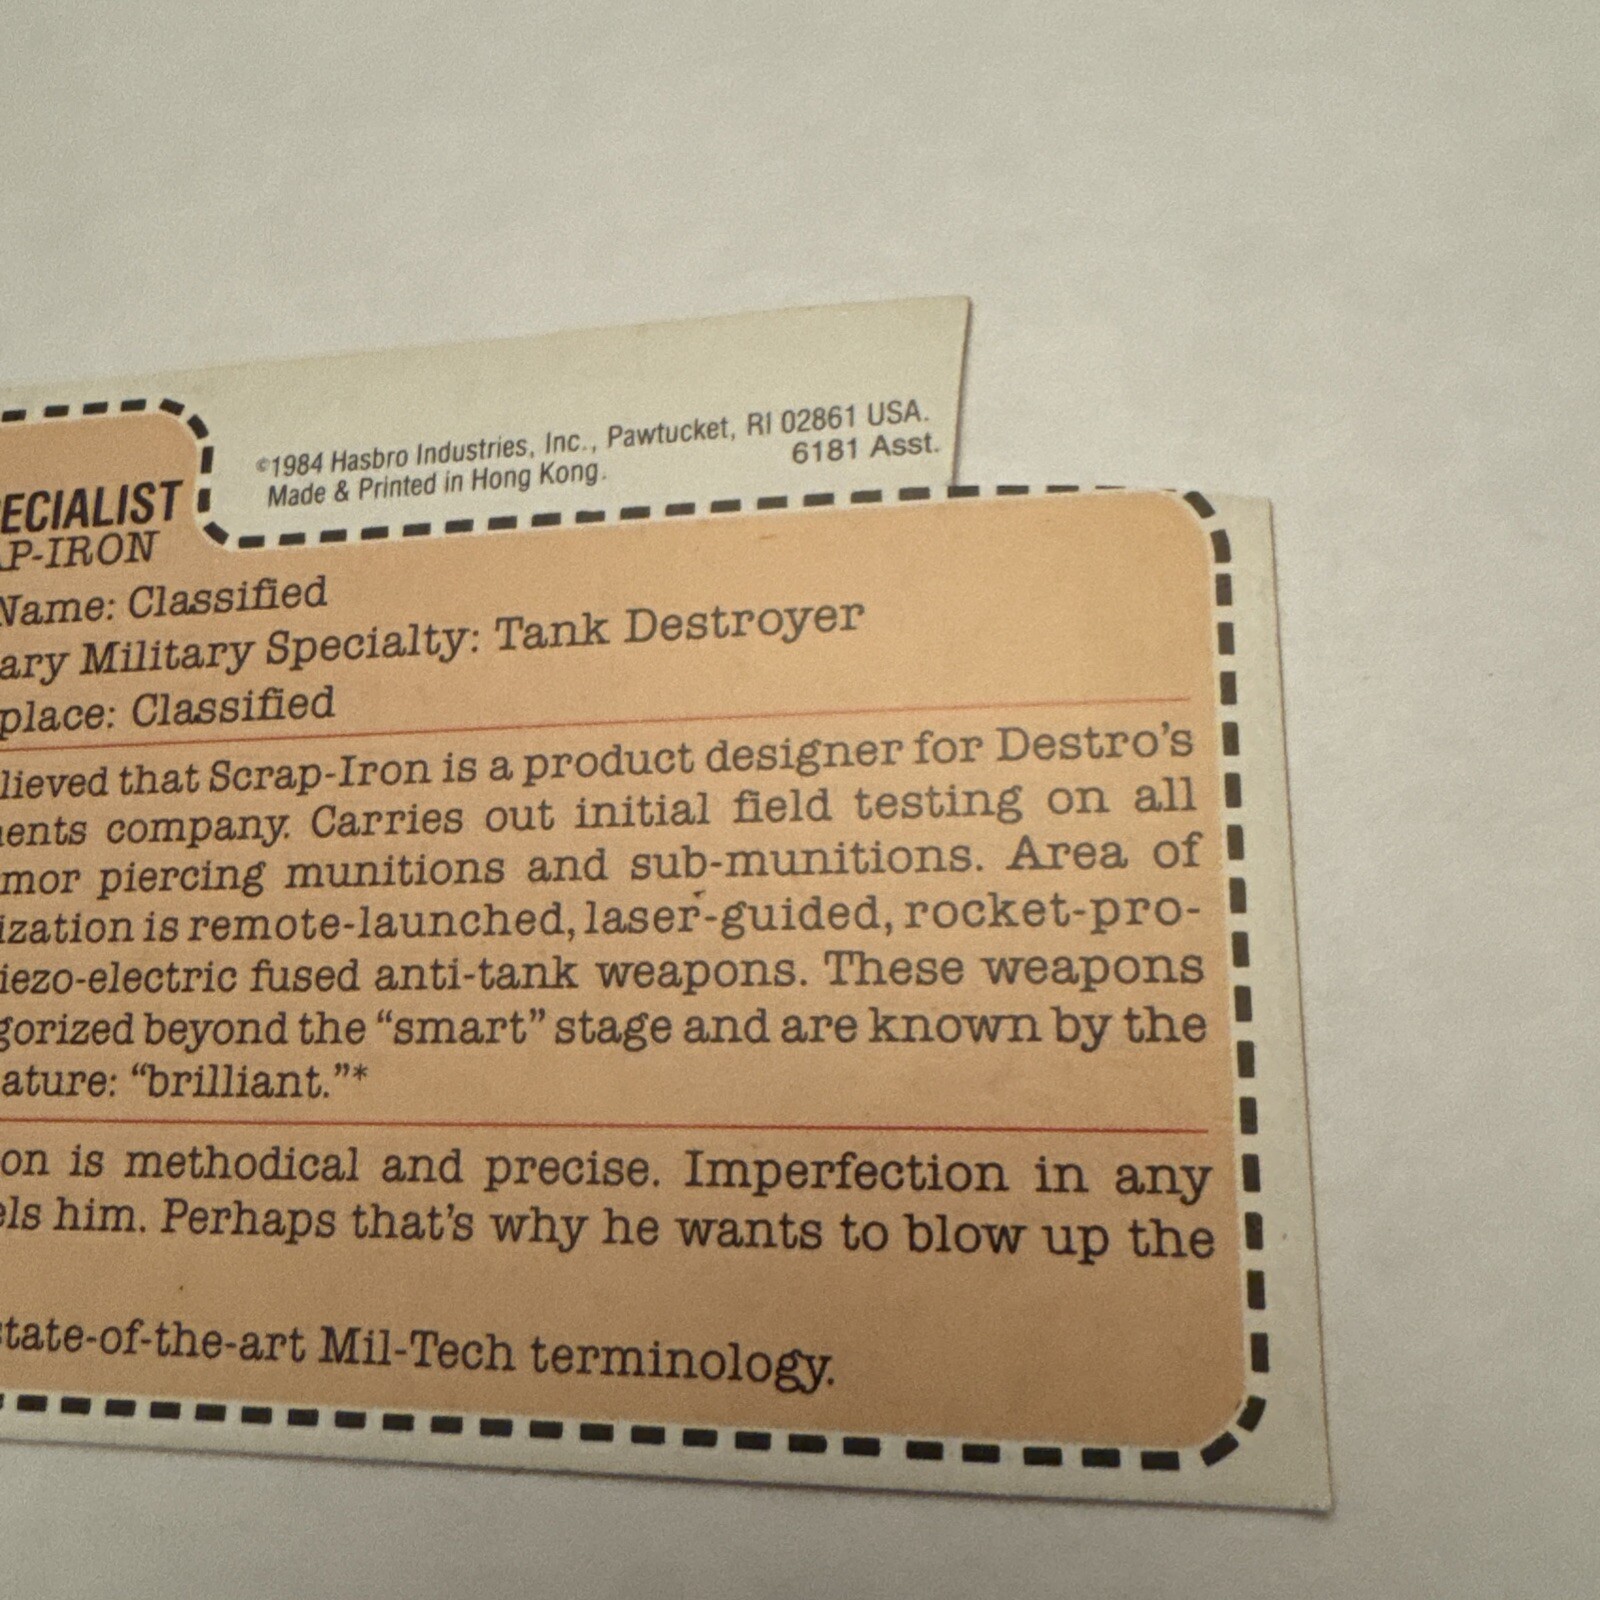 ©1984 Hasbro Industries, Inc., Pawtucket, RI 02861 USA.
Made & Printed in Hong Kong. 6181 Asst.
ECIALIST
AP-IRON
Name: Classified
ary Military Specialty: Tank Destroyer
place: Classified
lieved that Scrap-Iron is a product designer for Destro's
ents company. Carries out initial field testing on all
mor piercing munitions and sub-munitions. Area of
ization is remote-launched, laser-guided, rocket-pro-
iezo-electric fused anti-tank weapons. These weapons
gorized beyond the “smart” stage and are known by the
ature: “brilliant.”*
on is methodical and precise. Imperfection in any
els him. Perhaps that's why he wants to blow up the
state-of-the-art Mil-Tech terminology.